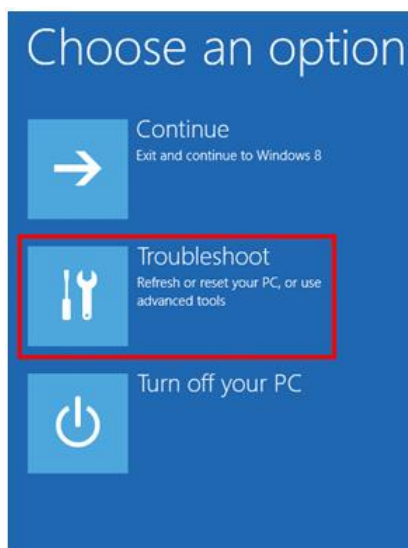 Choose an option
Continue
Exit and continue to Windows 8
Troubleshoot
Refresh or reset your PC, or use
advanced tools
Turn off your PC